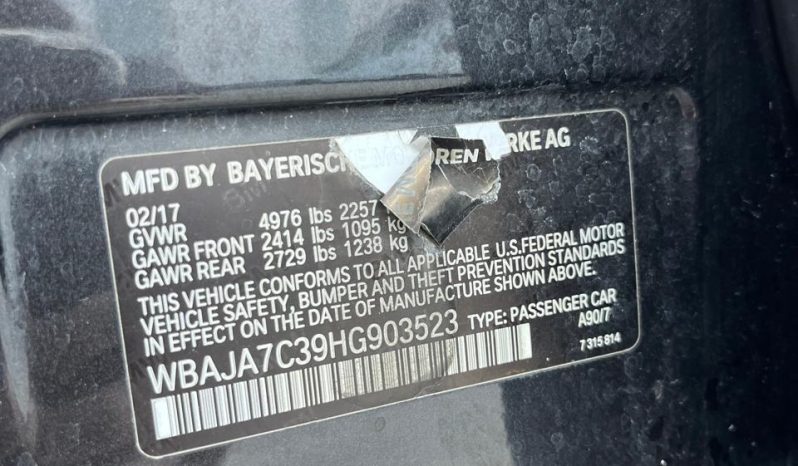 MFD BY BAYERISCHE OREN ERKE AG
02/17
GVWR 4976 lbs 2257
GAWR FRONT 2414 lbs 1095 kg
GAWR REAR 2729 lbs 1238 kg
THIS VEHICLE CONFORMS TO ALL APPLICABLE U.S.FEDERAL MOTOR
VEHICLE SAFETY, BUMPER AND THEFT PREVENTION STANDARDS
IN EFFECT ON THE DATE OF MANUFACTURE SHOWN ABOVE.
WBAJA7C39HG903523 TYPE: PASSENGER CAR
A90/7
7 315 814